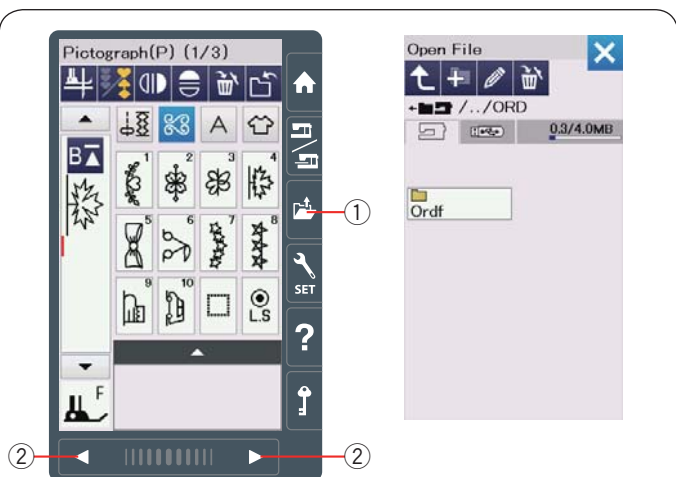 Pictograph(P) (1/3)
B
A
1
2
3
4
5
6
7
8
9
10
L.S
F
SET
?
1
2
2
Open File
/../ORD
0.3/4.0MB
Ordf